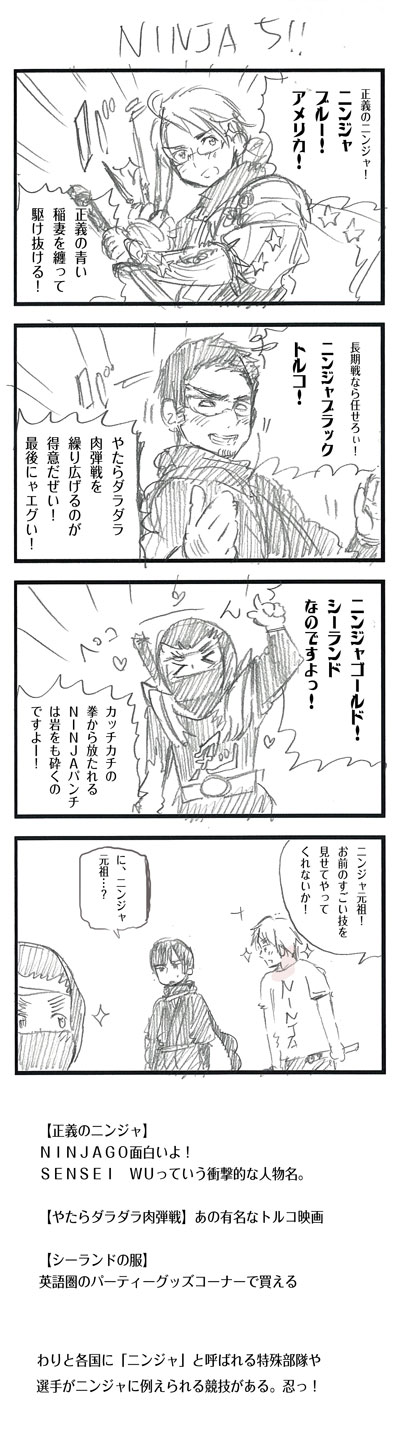 NINJA 5!!
正義のニンジャ!
ニンジャ
ブルー!
アメリカ!
正義の青い
稲妻を纏って
駆け抜ける!
長期戦なら任せろぃ!
ニンジャブラック
トルコ!
やたらダラダラ
肉弾戦を
繰り広げるのが
得意だぜい!
最後にゃエグい!
ニンジャゴールド!
シーランド
なのですよっ!
ん
ペコ
カッチカチの
拳から放たれる
NINJAパンチ
は岩をも砕くの
ですよー!
ニンジャ元祖!
お前のすごい技を
見せてやって
くれないか!
に、ニンジャ
元祖…?
NINJA
【正義のニンジャ】
NINJAGO面白いよ!
SENSEI WUっていう衝撃的な人物名。
【やたらダラダラ肉弾戦】あの有名なトルコ映画
【シーランドの服】
英語圏のパーティーグッズコーナーで買える
わりと各国に「ニンジャ」と呼ばれる特殊部隊や
選手がニンジャに例えられる競技がある。忍っ!